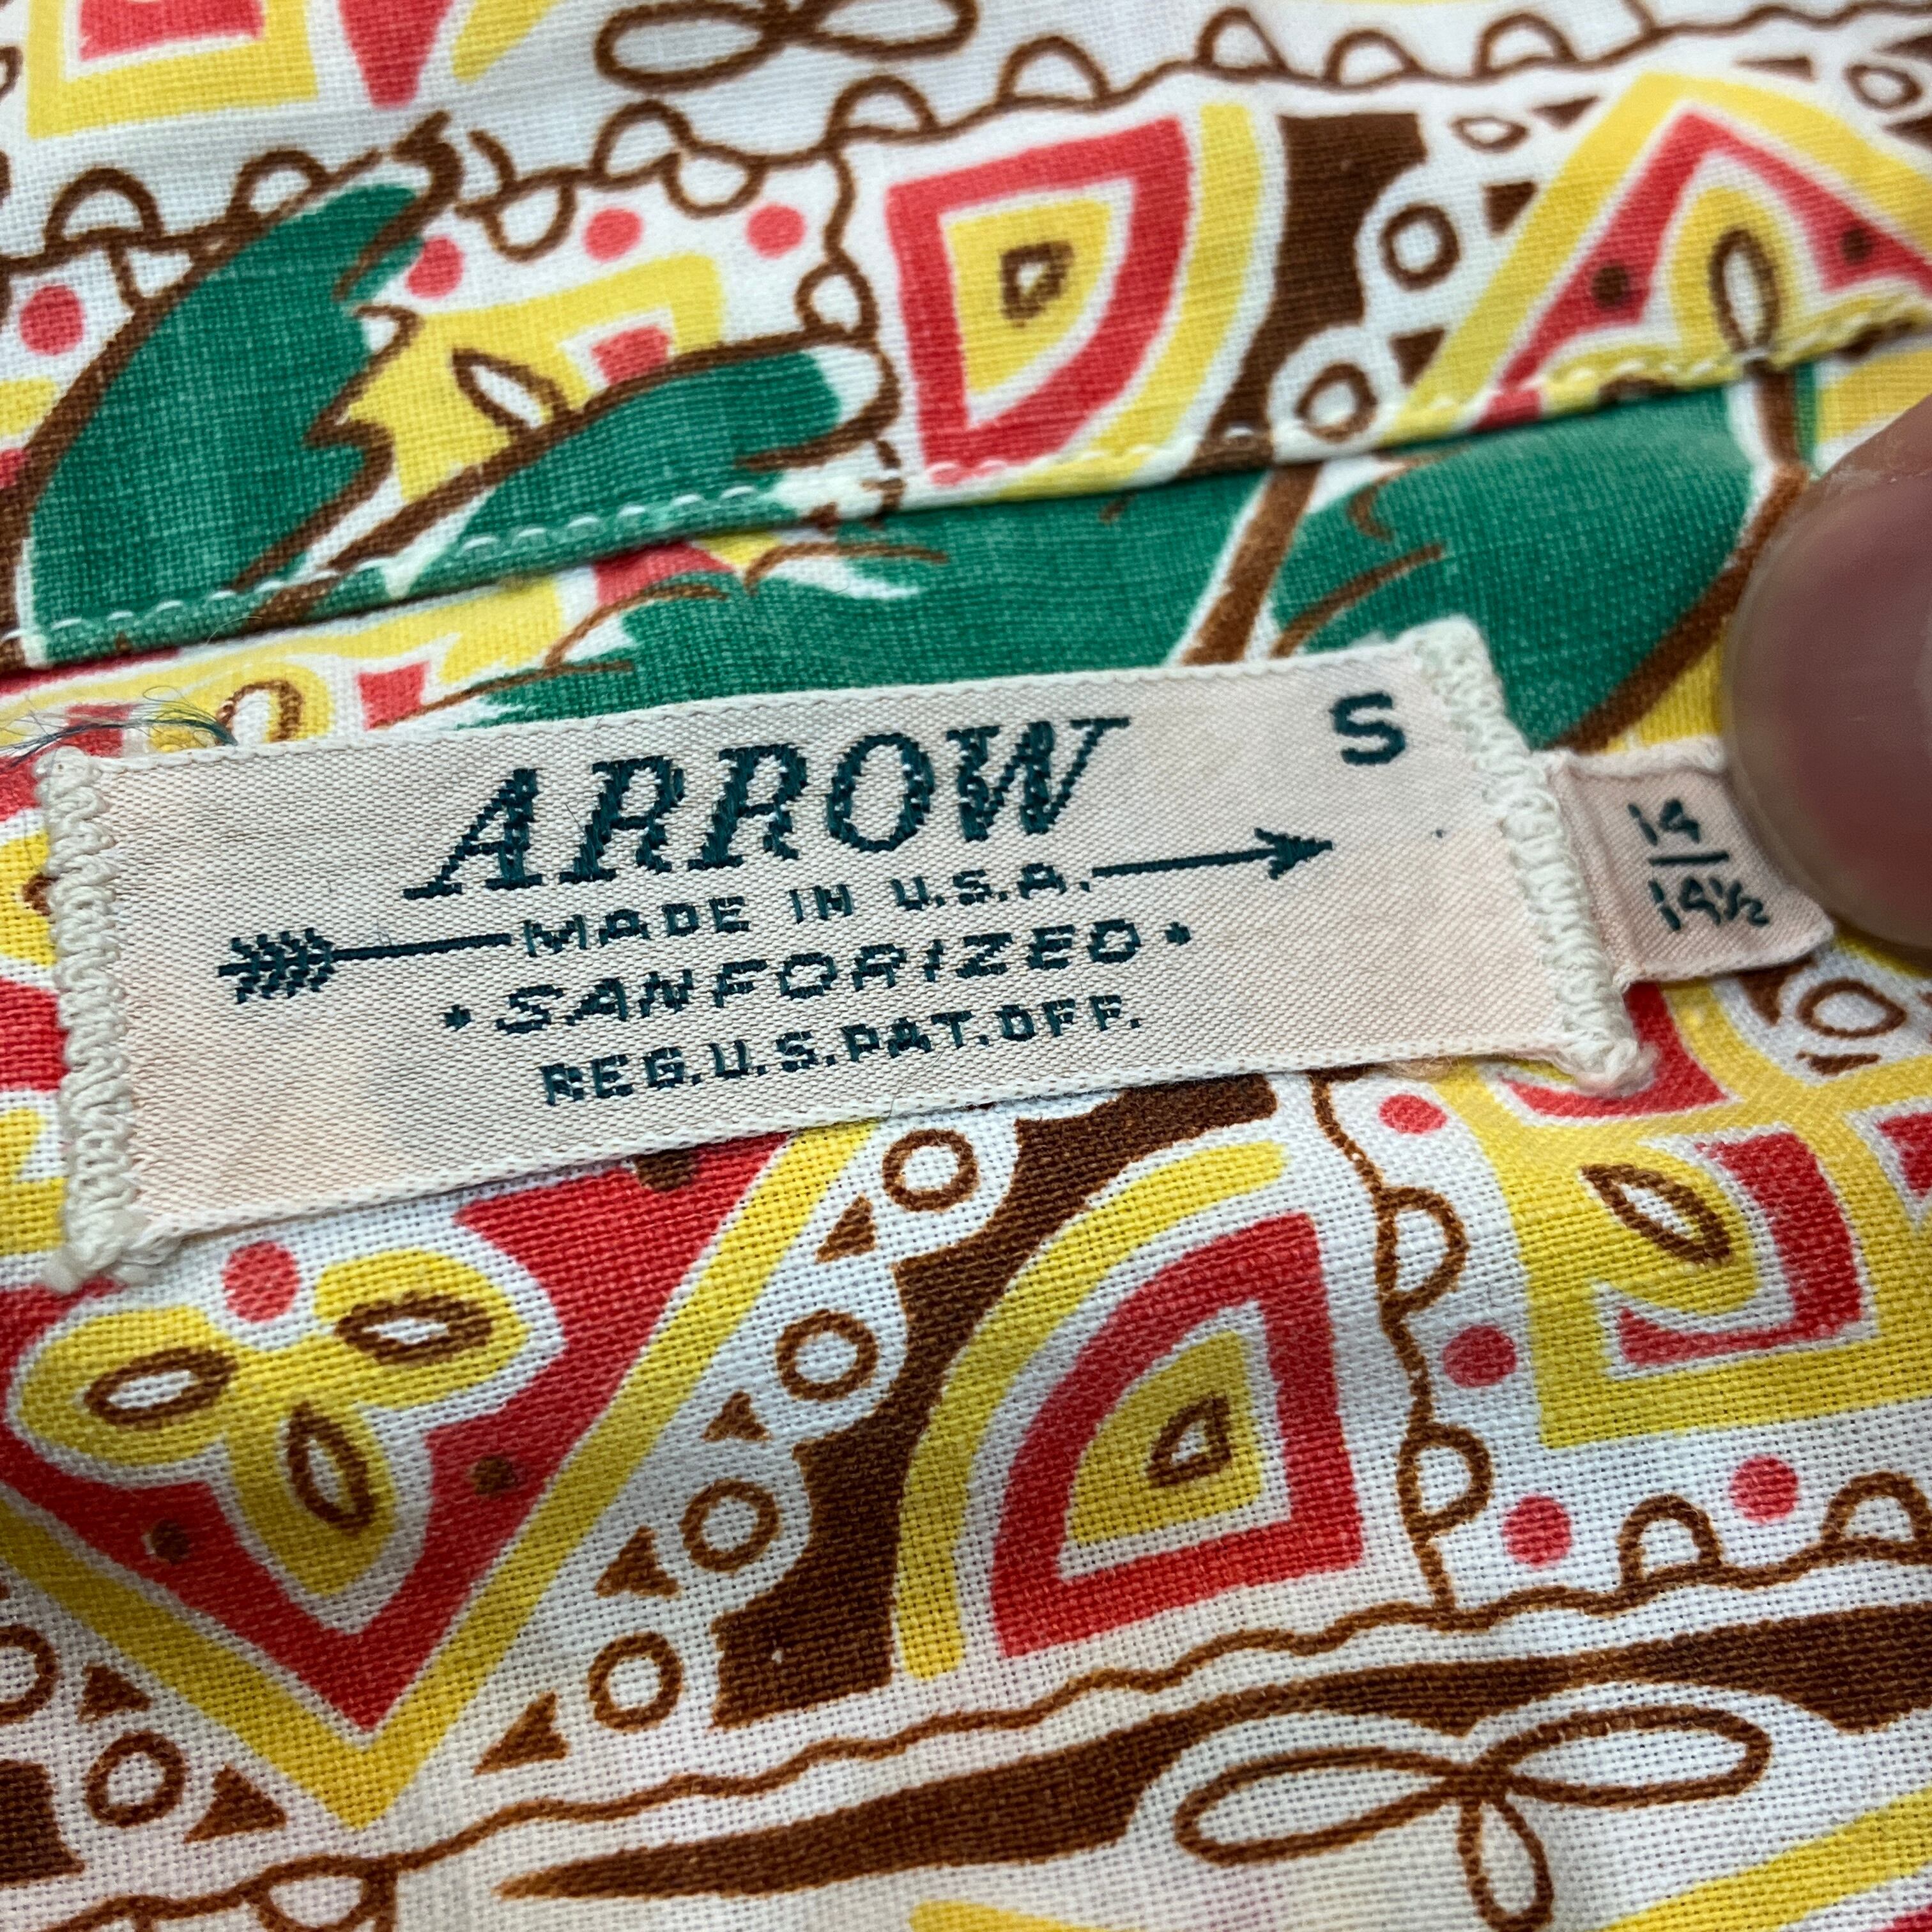 ARROW S
MADE IN U.S.A.
• SANFORIZED •
REG. U.S. PAT. OFF.
14
14½